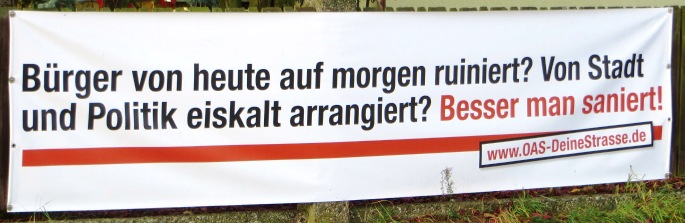 Bürger von heute auf morgen ruiniert? Von Stadt
und Politik eiskalt arrangiert? Besser man saniert!
www.OAS-DeineStrasse.de